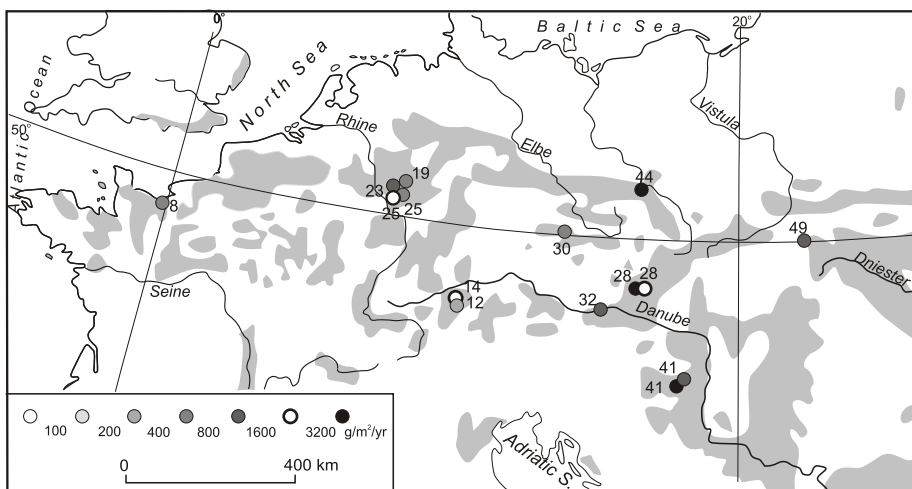 0°
20°
Baltic Sea
North Sea
Atlantic Ocean
50°
Rhine
Elbe
Vistula
Dniester
Danube
Seine
Adriatic S.
8
19
23
25
25
44
49
30
28
28
14
12
32
41
41
100 200 400 800 1600 3200 g/m²/yr
0 400 km